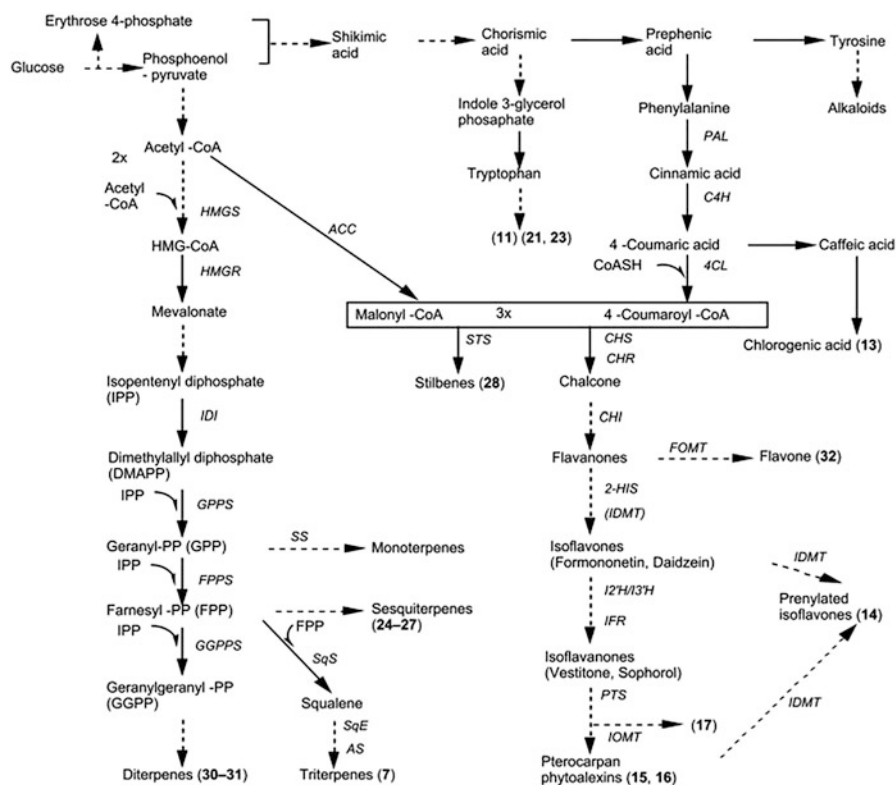 Erythrose 4-phosphate
Glucose
Phosphoenol
- pyruvate
Shikimic
acid
Chorismic
acid
Prephenic
acid
Tyrosine
Indole 3-glycerol
phosaphate
Phenylalanine
Alkaloids
PAL
2x
Acetyl -CoA
Tryptophan
Cinnamic acid
Acetyl
-CoA
HMGS
C4H
ACC
(11) (21, 23)
HMG-CoA
4 -Coumaric acid
Caffeic acid
HMGR
CoASH
4CL
Mevalonate
Malonyl -CoA
3x
4 -Coumaroyl -CoA
STS
CHS
CHR
Chlorogenic acid (13)
Isopentenyl diphosphate
(IPP)
Stilbenes (28)
Chalcone
IDI
CHI
Dimethylallyl diphosphate
(DMAPP)
Flavanones
FOMT
Flavone (32)
IPP
GPPS
2-HIS
(IDMT)
Geranyl-PP (GPP)
SS
Monoterpenes
Isoflavones
(Formononetin, Daidzein)
IDMT
IPP
FPPS
I2'H/I3'H
Farnesyl -PP (FPP)
Sesquiterpenes
(24–27)
IFR
Prenylated
isoflavones (14)
IPP
FPP
GGPPS
SqS
Isoflavanones
(Vestitone, Sophorol)
Geranylgeranyl -PP
(GGPP)
Squalene
PTS
IDMT
SqE
AS
IOMT
(17)
Diterpenes (30–31)
Triterpenes (7)
Pterocarpan
phytoalexins (15, 16)